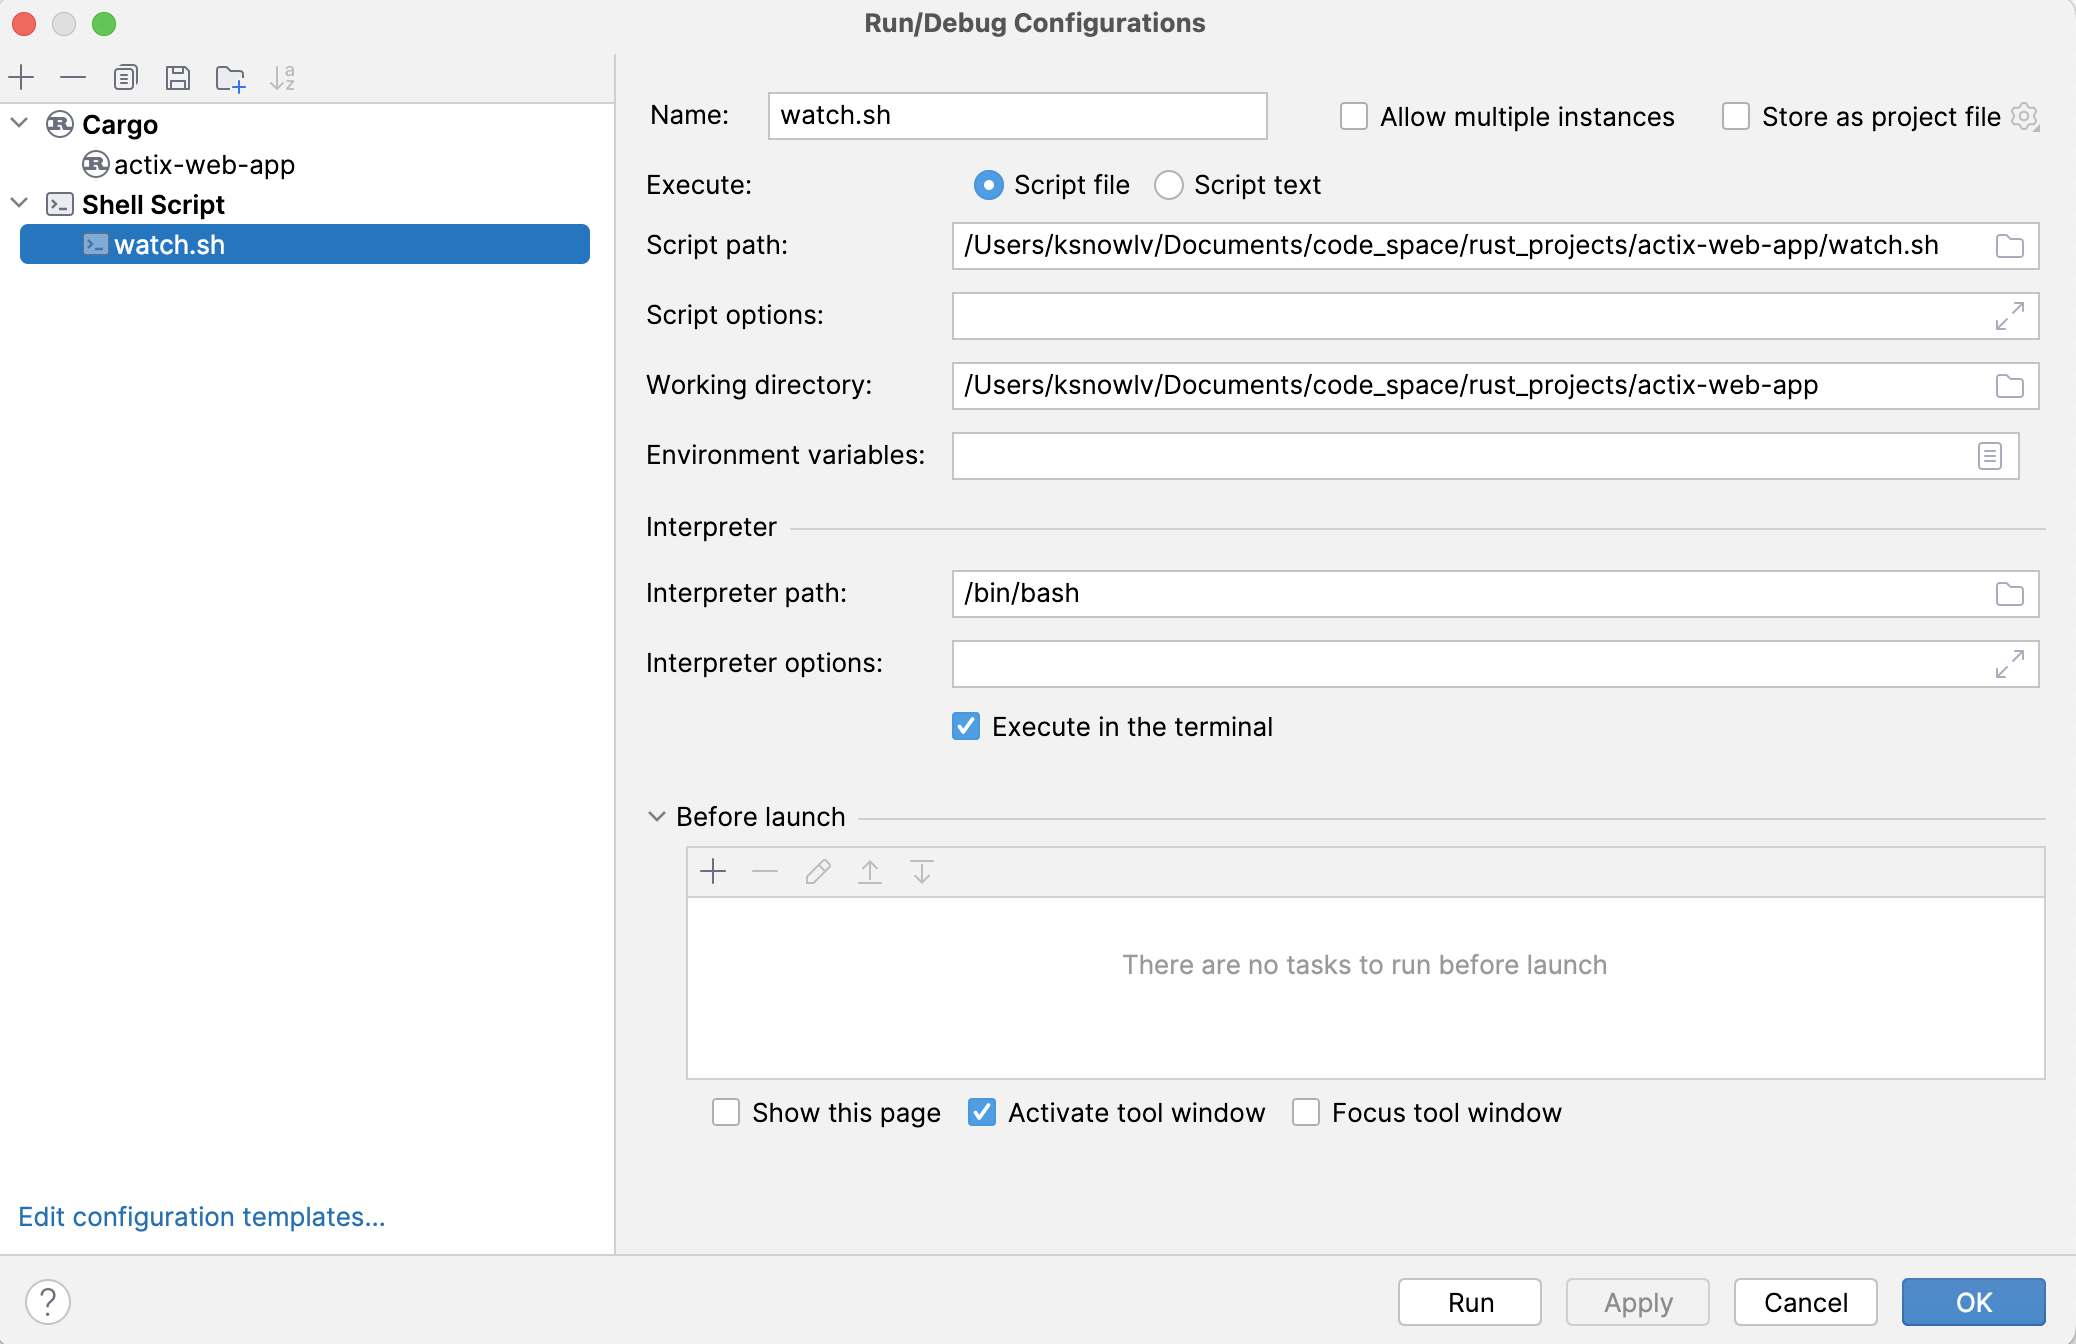 Run/Debug Configurations
Cargo
actix-web-app
Shell Script
watch.sh
Edit configuration templates...
Name: watch.sh Allow multiple instances Store as project file
Execute: Script file Script text
Script path: /Users/ksnowlv/Documents/code_space/rust_projects/actix-web-app/watch.sh
Script options:
Working directory: /Users/ksnowlv/Documents/code_space/rust_projects/actix-web-app
Environment variables:
Interpreter
Interpreter path: /bin/bash
Interpreter options:
Execute in the terminal
Before launch
There are no tasks to run before launch
Show this page Activate tool window Focus tool window
? Run Apply Cancel OK